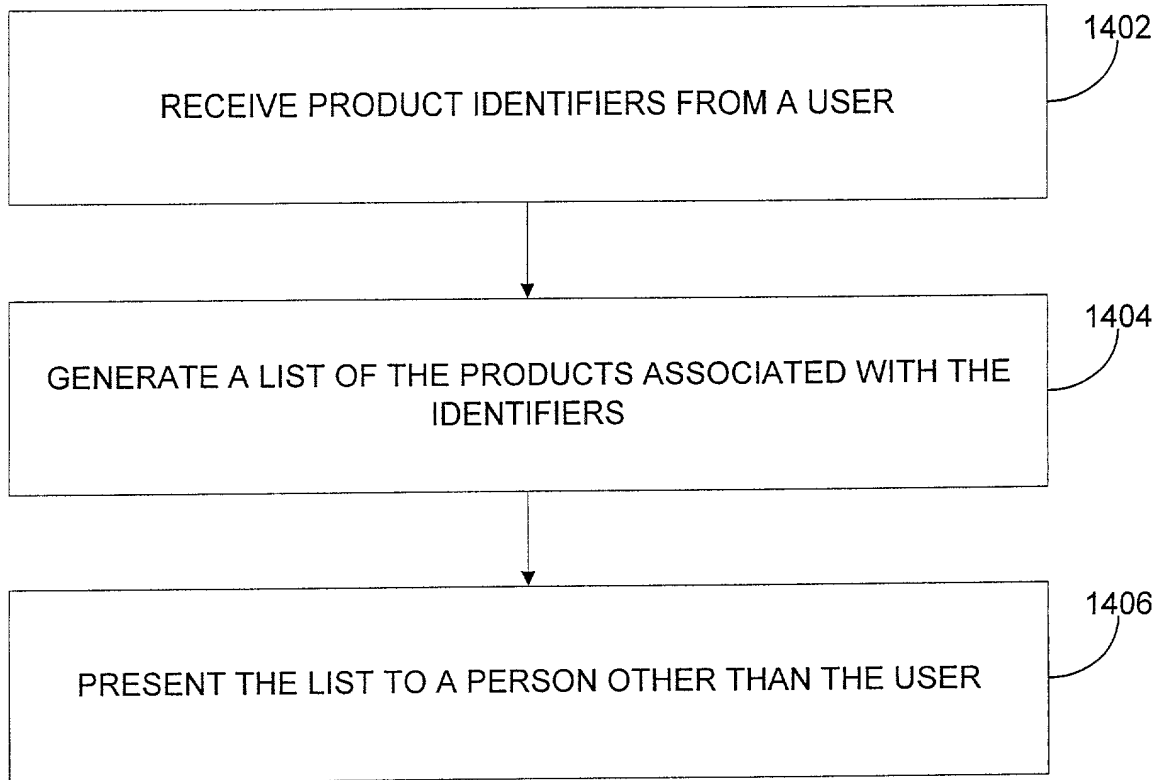 1402
RECEIVE PRODUCT IDENTIFIERS FROM A USER
1404
GENERATE A LIST OF THE PRODUCTS ASSOCIATED WITH THE
IDENTIFIERS
1406
PRESENT THE LIST TO A PERSON OTHER THAN THE USER